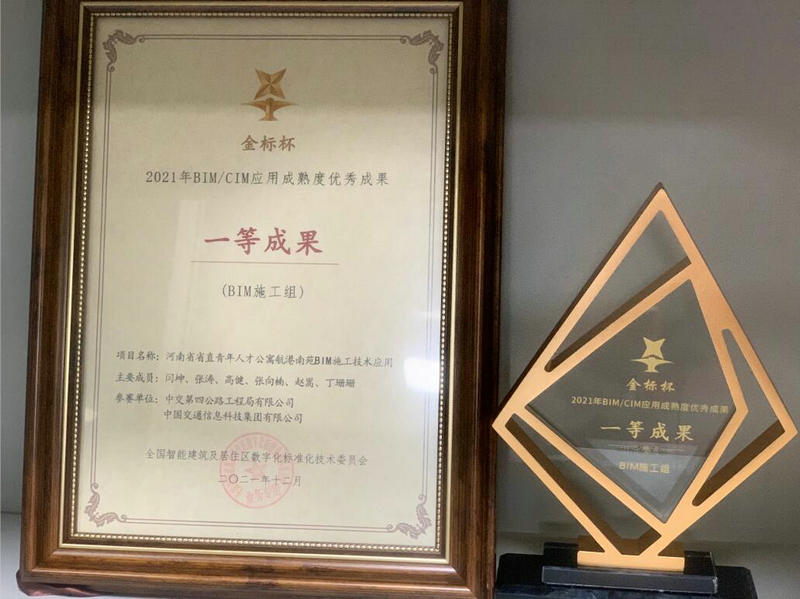 金标杯
2021年BIM/CIM应用成熟度优秀成果
一等成果
(BIM施工组)
项目名称：河南省省直青年人才公寓航港南苑BIM施工技术应用
主要成员：闫坤、张涛、高健、张向楠、赵嵩、丁珊珊
参赛单位：中交第四公路工程局有限公司
中国交通信息科技集团有限公司
全国智能建筑及居住区数字化标准化技术委员会
二〇二一年十二月
金标杯
2021年BIM/CIM应用成熟度优秀成果
一等成果
BIM施工组